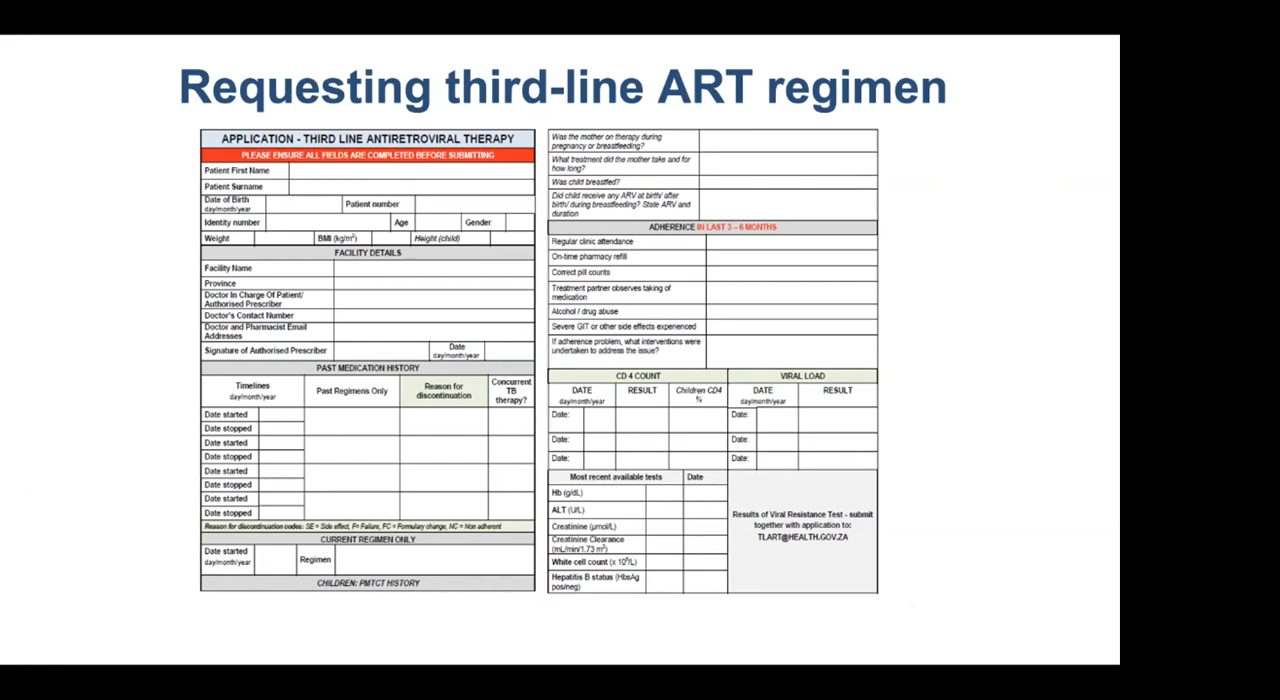 Requesting third-line ART regimen
APPLICATION - THIRD LINE ANTIRETROVIRAL THERAPY
PLEASE ENSURE ALL FIELDS ARE COMPLETED BEFORE SUBMITTING
Patient First Name
Patient Surname
Date of Birth
day/month/year
Patient number
Identity number
Age
Gender
Weight
BMI (kg/m²)
Height (child)
FACILITY DETAILS
Facility Name
Province
Doctor In Charge Of Patient/
Authorised Prescriber
Doctor's Contact Number
Doctor and Pharmacist Email
Addresses
Signature of Authorised Prescriber
Date
day/month/year
PAST MEDICATION HISTORY
Timelines
day/month/year
Past Regimens Only
Reason for
discontinuation
Concurrent
TB
therapy?
Date started
Date stopped
Date started
Date stopped
Date started
Date stopped
Date started
Date stopped
Reason for discontinuation codes: SE = Side effect, F= Failure, FC = Formulary change, NC = Non adherent
CURRENT REGIMEN ONLY
Date started
day/month/year
Regimen
CHILDREN: PMTCT HISTORY
Was the mother on therapy during
pregnancy or breastfeeding?
What treatment did the mother take and for
how long?
Was child breastfed?
Did child receive any ARV at birth/ after
birth/ during breastfeeding? State ARV and
duration
ADHERENCE IN LAST 3 – 6 MONTHS
Regular clinic attendance
On-time pharmacy refill
Correct pill counts
Treatment partner observes taking of
medication
Alcohol / drug abuse
Severe GIT or other side effects experienced
If adherence problem, what interventions were
undertaken to address the issue?
CD 4 COUNT
VIRAL LOAD
DATE
day/month/year
RESULT
Children CD4
%
DATE
day/month/year
RESULT
Date:
Date:
Date:
Date:
Date:
Date:
Most recent available tests
Date
Hb (g/dL)
ALT (U/L)
Creatinine (µmol/L)
Creatinine Clearance
(mL/min/1.73 m²)
White cell count (x 10⁹/L)
Hepatitis B status (HbsAg
pos/neg)
Results of Viral Resistance Test - submit
together with application to:
TLART@HEALTH.GOV.ZA